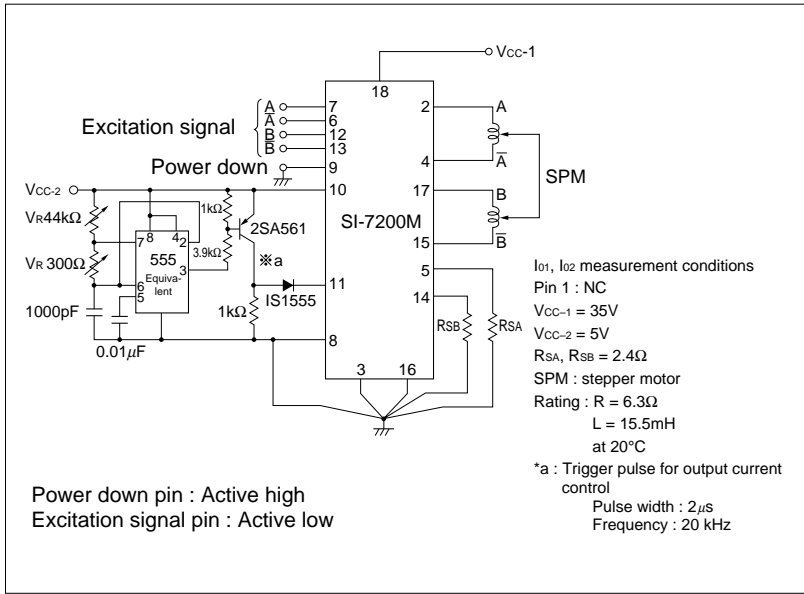 Vcc-1
18
Excitation signal
A 7
A̅ 6
B 12
B̅ 13
Power down 9
2 A
4 A̅
17 B
15 B̅
SPM
Vcc-2
10
SI-7200M
VR44kΩ
VR 300Ω
1000pF
0.01μF
7
6
5
8
4
2
3
555
Equiva-
lent
1kΩ
3.9kΩ
2SA561
※a
IS1555
1kΩ
11
8
5
14
RSB
RSA
3
16
I01, I02 measurement conditions
Pin 1 : NC
Vcc–1 = 35V
Vcc–2 = 5V
RSA, RSB = 2.4Ω
SPM : stepper motor
Rating : R = 6.3Ω
L = 15.5mH
at 20°C
*a : Trigger pulse for output current
control
Pulse width : 2μs
Frequency : 20 kHz
Power down pin : Active high
Excitation signal pin : Active low